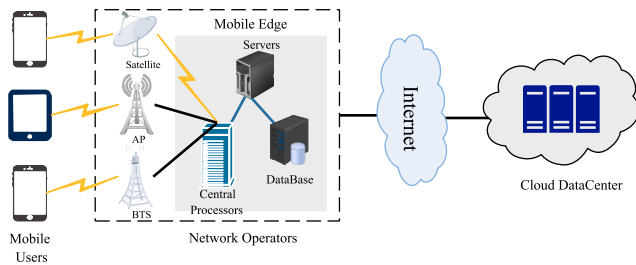 Mobile Edge
Servers
Satellite
AP
DataBase
Central
Processors
BTS
Network Operators
Mobile
Users
Internet
Cloud DataCenter